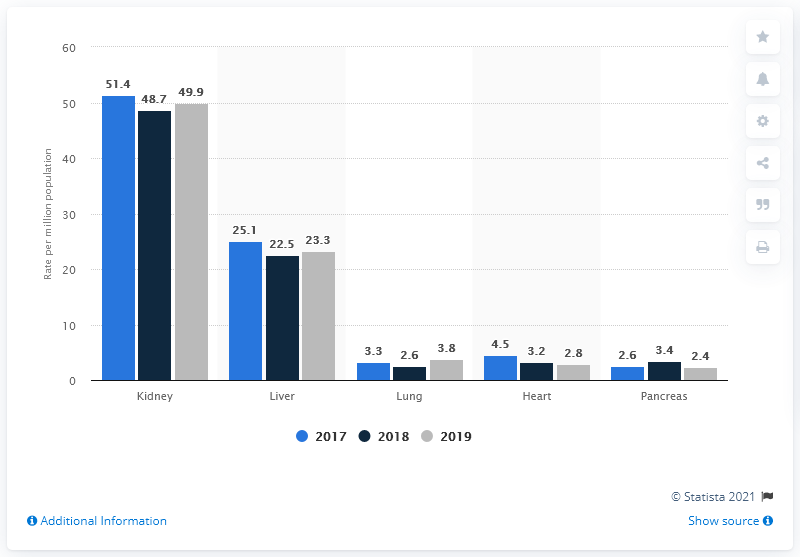 60
50
40
30
20
10
0
Rate per million population
51.4 48.7 49.9
25.1 22.5 23.3
3.3 2.6 3.8
4.5 3.2 2.8
2.6 3.4 2.4
Kidney Liver Lung Heart Pancreas
2017 2018 2019
© Statista 2021
Additional Information Show source